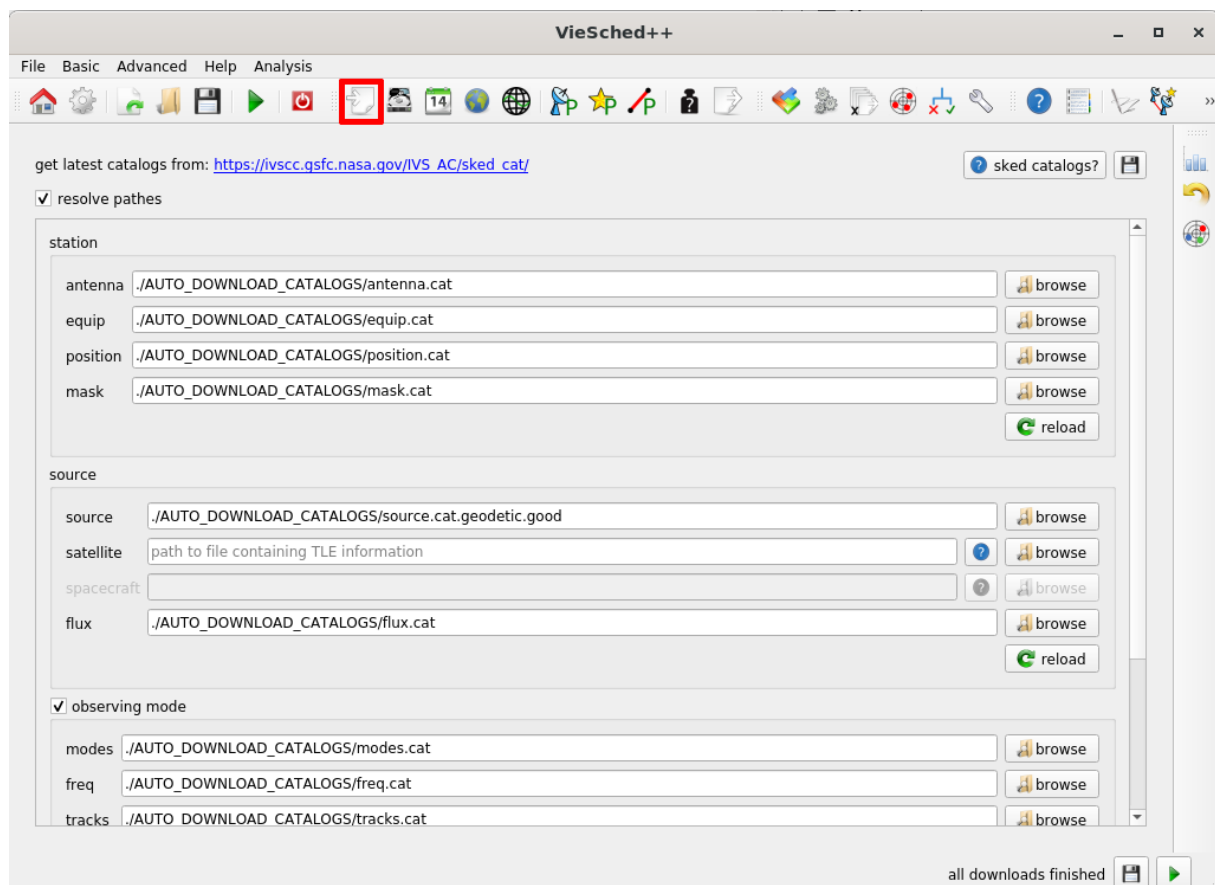 VieSched++
File Basic Advanced Help Analysis
14 P P P ? ? »
get latest catalogs from: https://ivscc.gsfc.nasa.gov/IVS_AC/sked_cat/ ? sked catalogs?
resolve pathes
station
antenna ./AUTO_DOWNLOAD_CATALOGS/antenna.cat browse
equip ./AUTO_DOWNLOAD_CATALOGS/equip.cat browse
position ./AUTO_DOWNLOAD_CATALOGS/position.cat browse
mask ./AUTO_DOWNLOAD_CATALOGS/mask.cat browse
reload
source
source ./AUTO_DOWNLOAD_CATALOGS/source.cat.geodetic.good browse
satellite path to file containing TLE information ? browse
spacecraft ? browse
flux ./AUTO_DOWNLOAD_CATALOGS/flux.cat browse
reload
observing mode
modes ./AUTO_DOWNLOAD_CATALOGS/modes.cat browse
freq ./AUTO_DOWNLOAD_CATALOGS/freq.cat browse
tracks ./AUTO_DOWNLOAD_CATALOGS/tracks.cat browse
all downloads finished